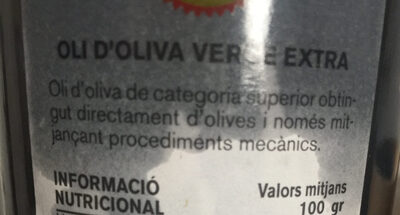 OLI D'OLIVA VERGE EXTRA
Oli d'oliva de categoria superior obtin-
gut directament d'olives i només mit-
jançant procediments mecànics.
INFORMACIÓ Valors mitjans
NUTRICIONAL 100 gr